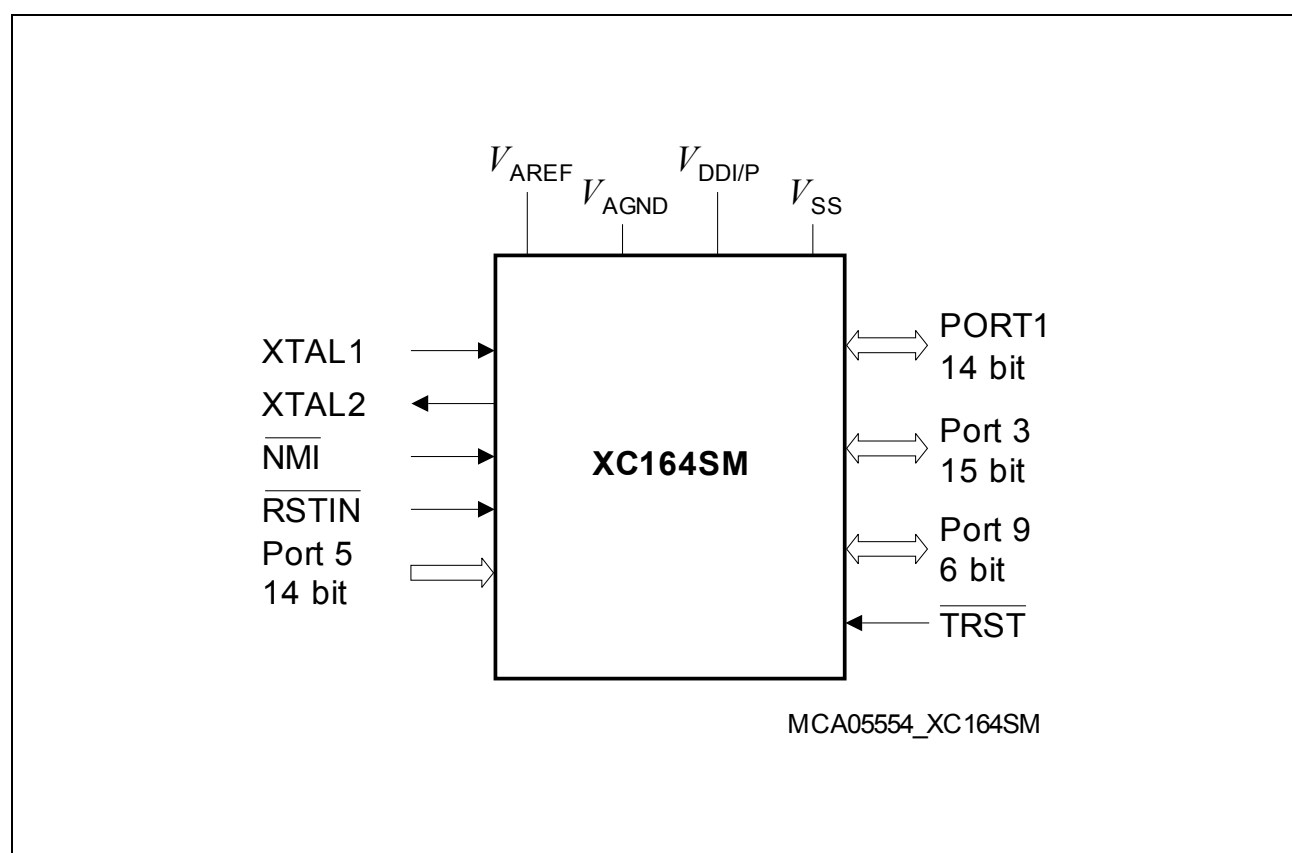 VAREF
VAGND
VDDI/P
VSS
XTAL1
XTAL2
NMI
RSTIN
Port 5
14 bit
XC164SM
PORT1
14 bit
Port 3
15 bit
Port 9
6 bit
TRST
MCA05554_XC164SM